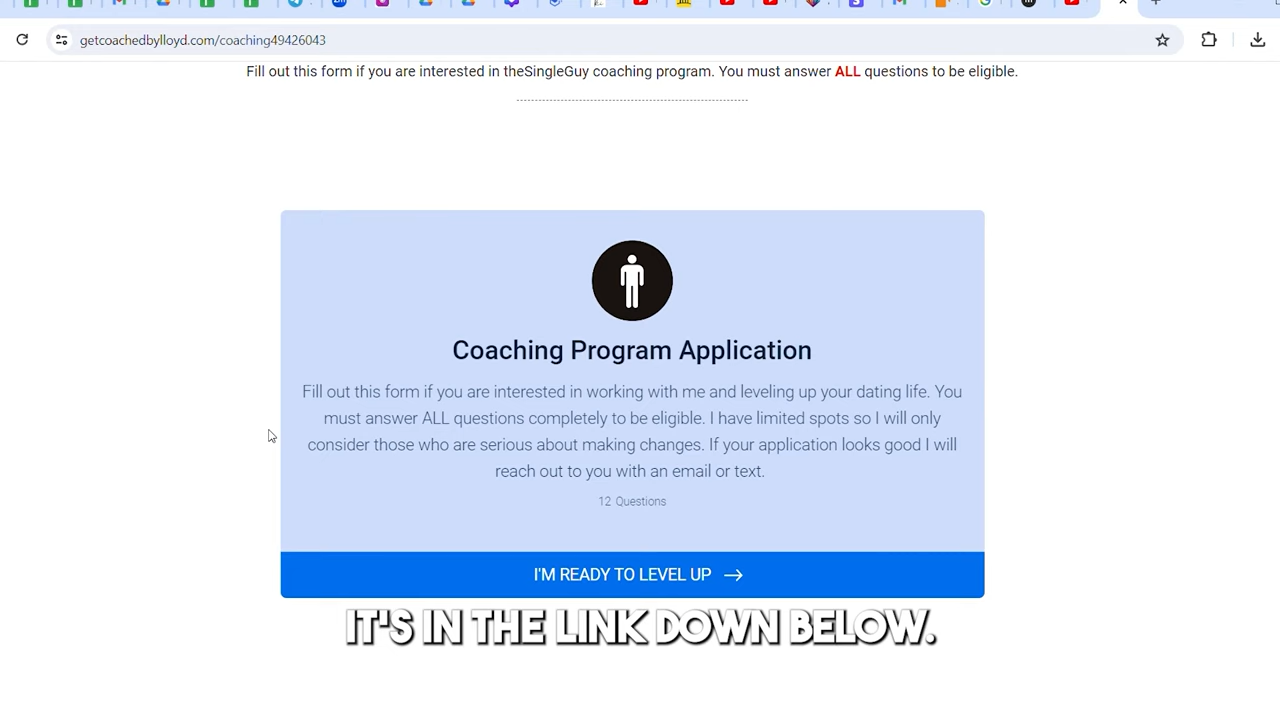 getcoachedbylloyd.com/coaching49426043
Fill out this form if you are interested in theSingleGuy coaching program. You must answer ALL questions to be eligible.
Coaching Program Application
Fill out this form if you are interested in working with me and leveling up your dating life. You
must answer ALL questions completely to be eligible. I have limited spots so I will only
consider those who are serious about making changes. If your application looks good I will
reach out to you with an email or text.
12 Questions
I'M READY TO LEVEL UP
IT'S IN THE LINK DOWN BELOW.